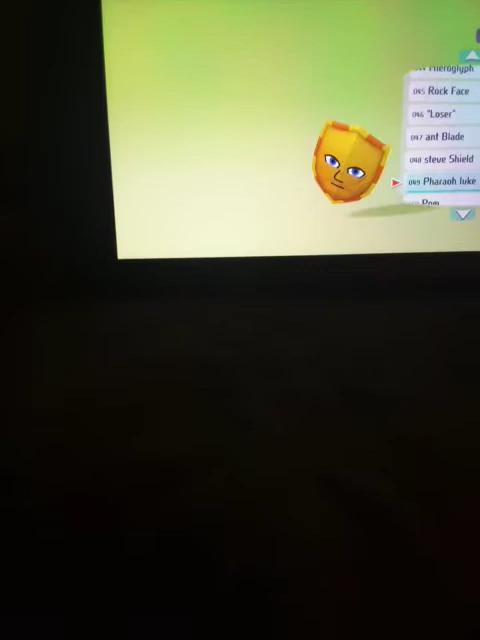 Hieroglyph
045 Rock Face
046 "Loser"
047 ant Blade
048 steve Shield
049 Pharaoh luke